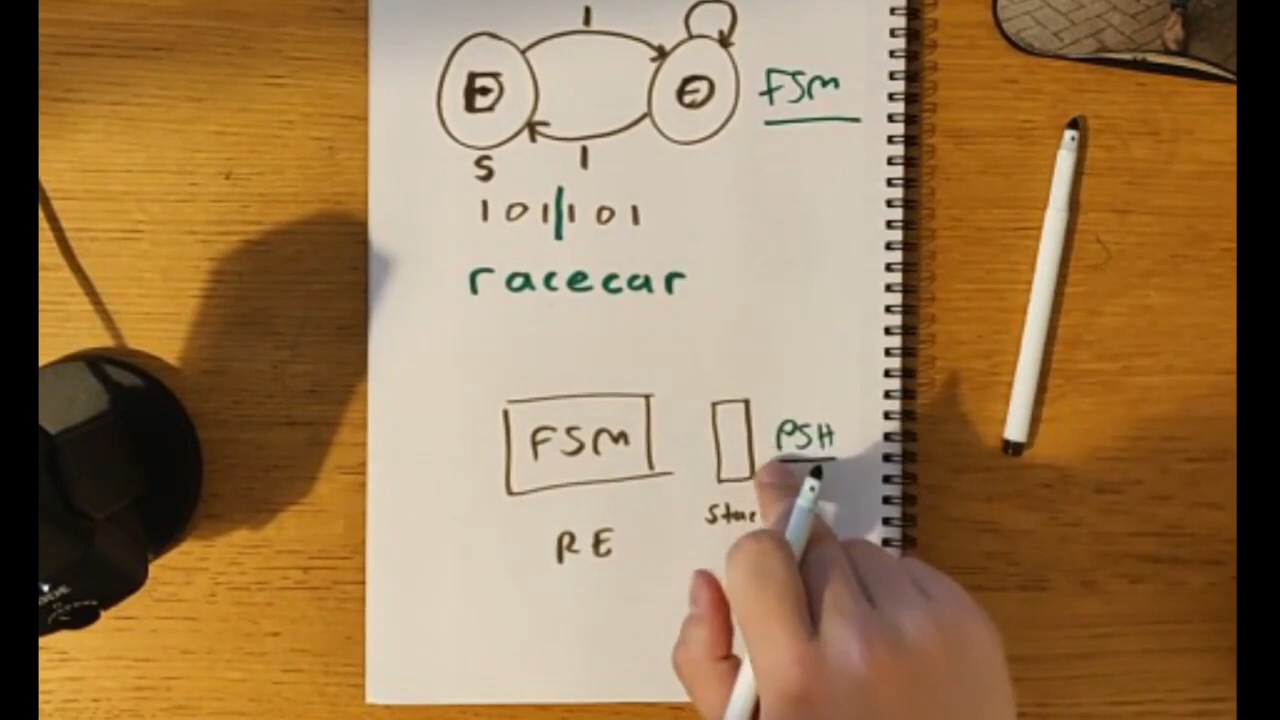 1
E O FSM
S 1
101|101
racecar
FSM PSH
RE